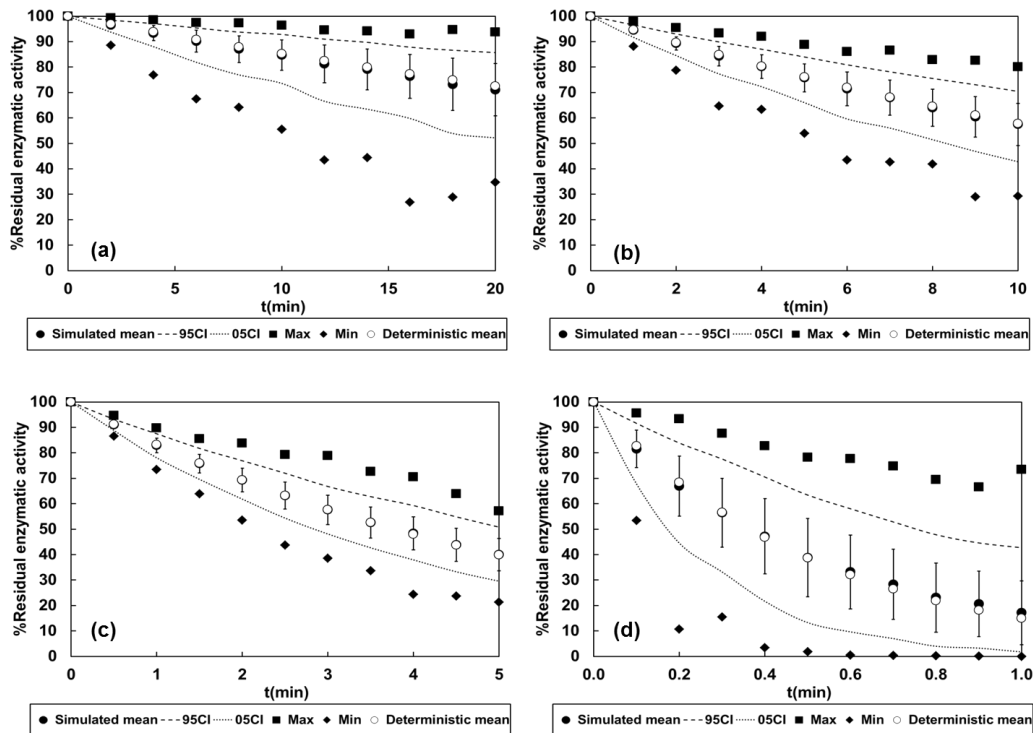 100
90
80
70
60
50
40
30
20
10
0
%Residual enzymatic activity
(a)
0 5 10 15 20
t(min)
Simulated mean 95CI 05CI Max Min Deterministic mean
100
90
80
70
60
50
40
30
20
10
0
%Residual enzymatic activity
(b)
0 2 4 6 8 10
t(min)
Simulated mean 95CI 05CI Max Min Deterministic mean
100
90
80
70
60
50
40
30
20
10
0
%Residual enzymatic activity
(c)
0 1 2 3 4 5
t(min)
Simulated mean 95CI 05CI Max Min Deterministic mean
100
90
80
70
60
50
40
30
20
10
0
%Residual enzymatic activity
(d)
0.0 0.2 0.4 0.6 0.8 1.0
t(min)
Simulated mean 95CI 05CI Max Min Deterministic mean